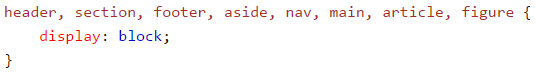 header, section, footer, aside, nav, main, article, figure {
    display: block;
}